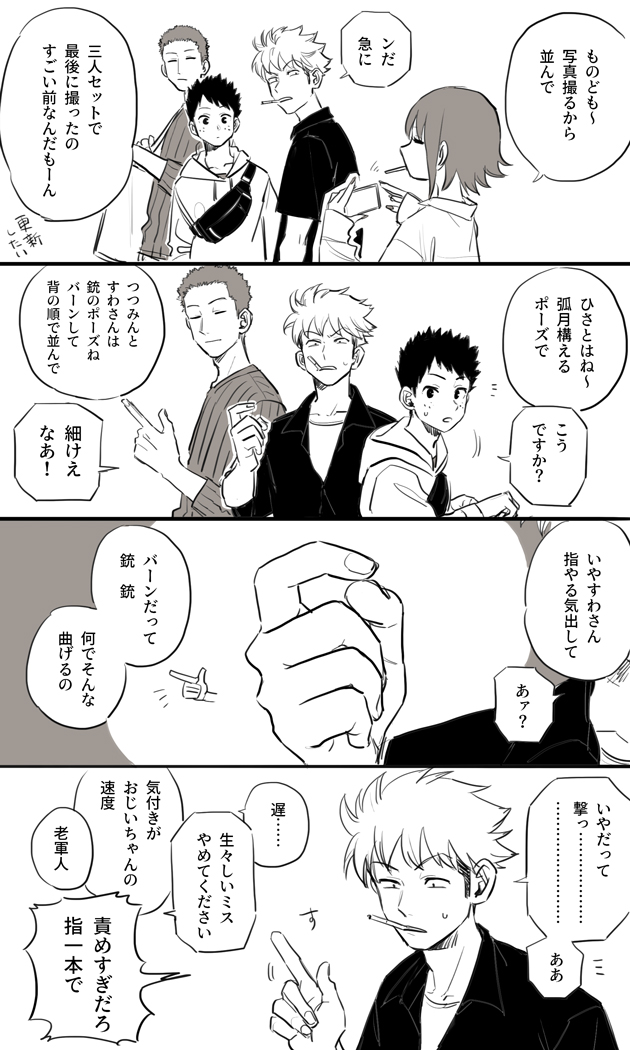 ものども〜
写真撮るから
並んで
ンだ
急に
三人セットで
最後に撮ったの
すごい前なんだもーん
更新
したい
ひさとはね〜
弧月構える
ポーズで
こう
ですか？
つつみんと
すわさんは
銃のポーズね
バーンして
背の順で並んで
細けえ
なあ！
いやすわさん
指やる気出して
あァ？
バーンだって
銃 銃
何でそんな
曲げるの
いやだって
撃っ…………
………………
ああ
す
遅……
生々しいミス
やめてください
気付きが
おじいちゃんの
速度
老軍人
責めすぎだろ
指一本で